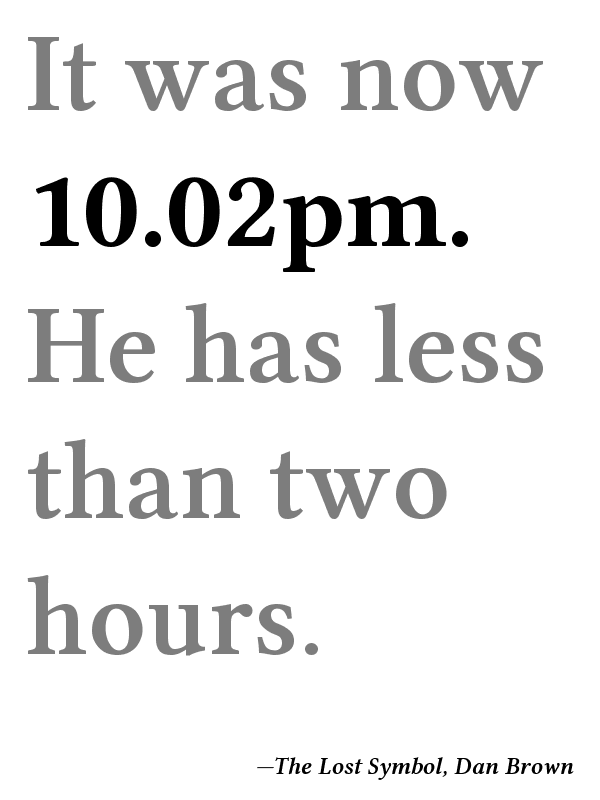 It was now
10.02pm.
He has less
than two
hours.
—The Lost Symbol, Dan Brown